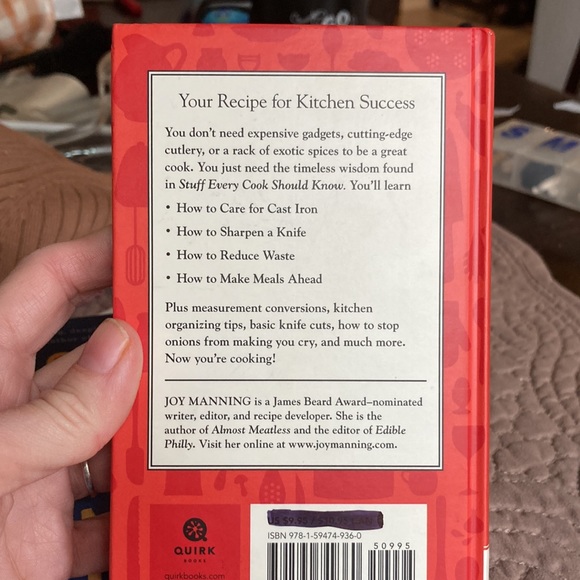 Your Recipe for Kitchen Success
You don't need expensive gadgets, cutting-edge
cutlery, or a rack of exotic spices to be a great
cook. You just need the timeless wisdom found
in Stuff Every Cook Should Know. You'll learn
• How to Care for Cast Iron
• How to Sharpen a Knife
• How to Reduce Waste
• How to Make Meals Ahead
Plus measurement conversions, kitchen
organizing tips, basic knife cuts, how to stop
onions from making you cry, and much more.
Now you're cooking!
JOY MANNING is a James Beard Award–nominated
writer, editor, and recipe developer. She is the
author of Almost Meatless and the editor of Edible
Philly. Visit her online at www.joymanning.com.
QUIRK
BOOKS
quirkbooks.com
ISBN 978-1-59474-936-0
50995
S M